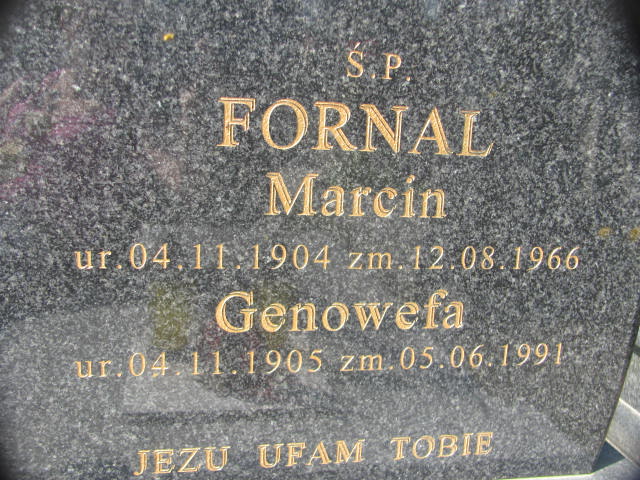 Ś.P.
FORNAL
Marcin
ur.04.11.1904 zm.12.08.1966
Genowefa
ur.04.11.1905 zm.05.06.1991
JEZU UFAM TOBIE